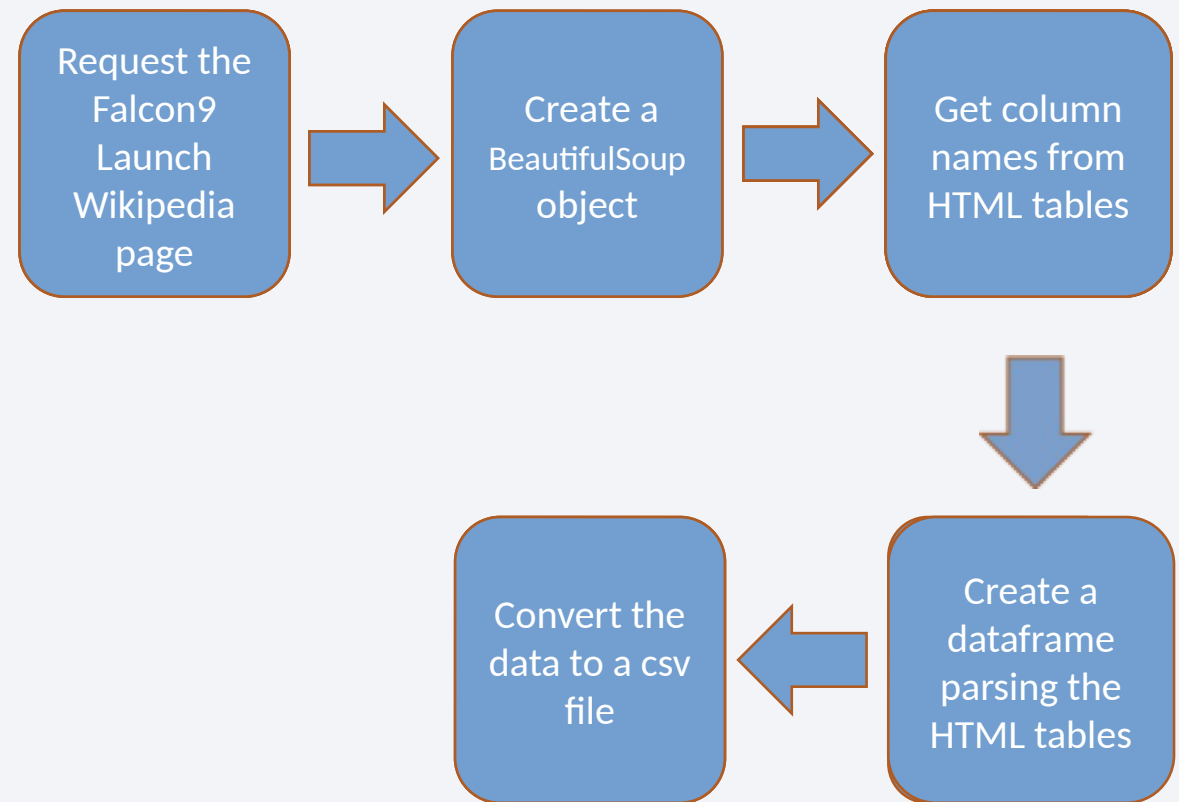 Request the
Falcon9
Launch
Wikipedia
page
Create a
BeautifulSoup
object
Get column
names from
HTML tables
Create a
dataframe
parsing the
HTML tables
Convert the
data to a csv
file